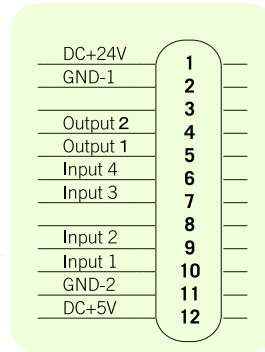 DC+24V 1
GND-1 2
3
Output 2 4
Output 1 5
Input 4 6
Input 3 7
8
Input 2 9
Input 1 10
GND-2 11
DC+5V 12